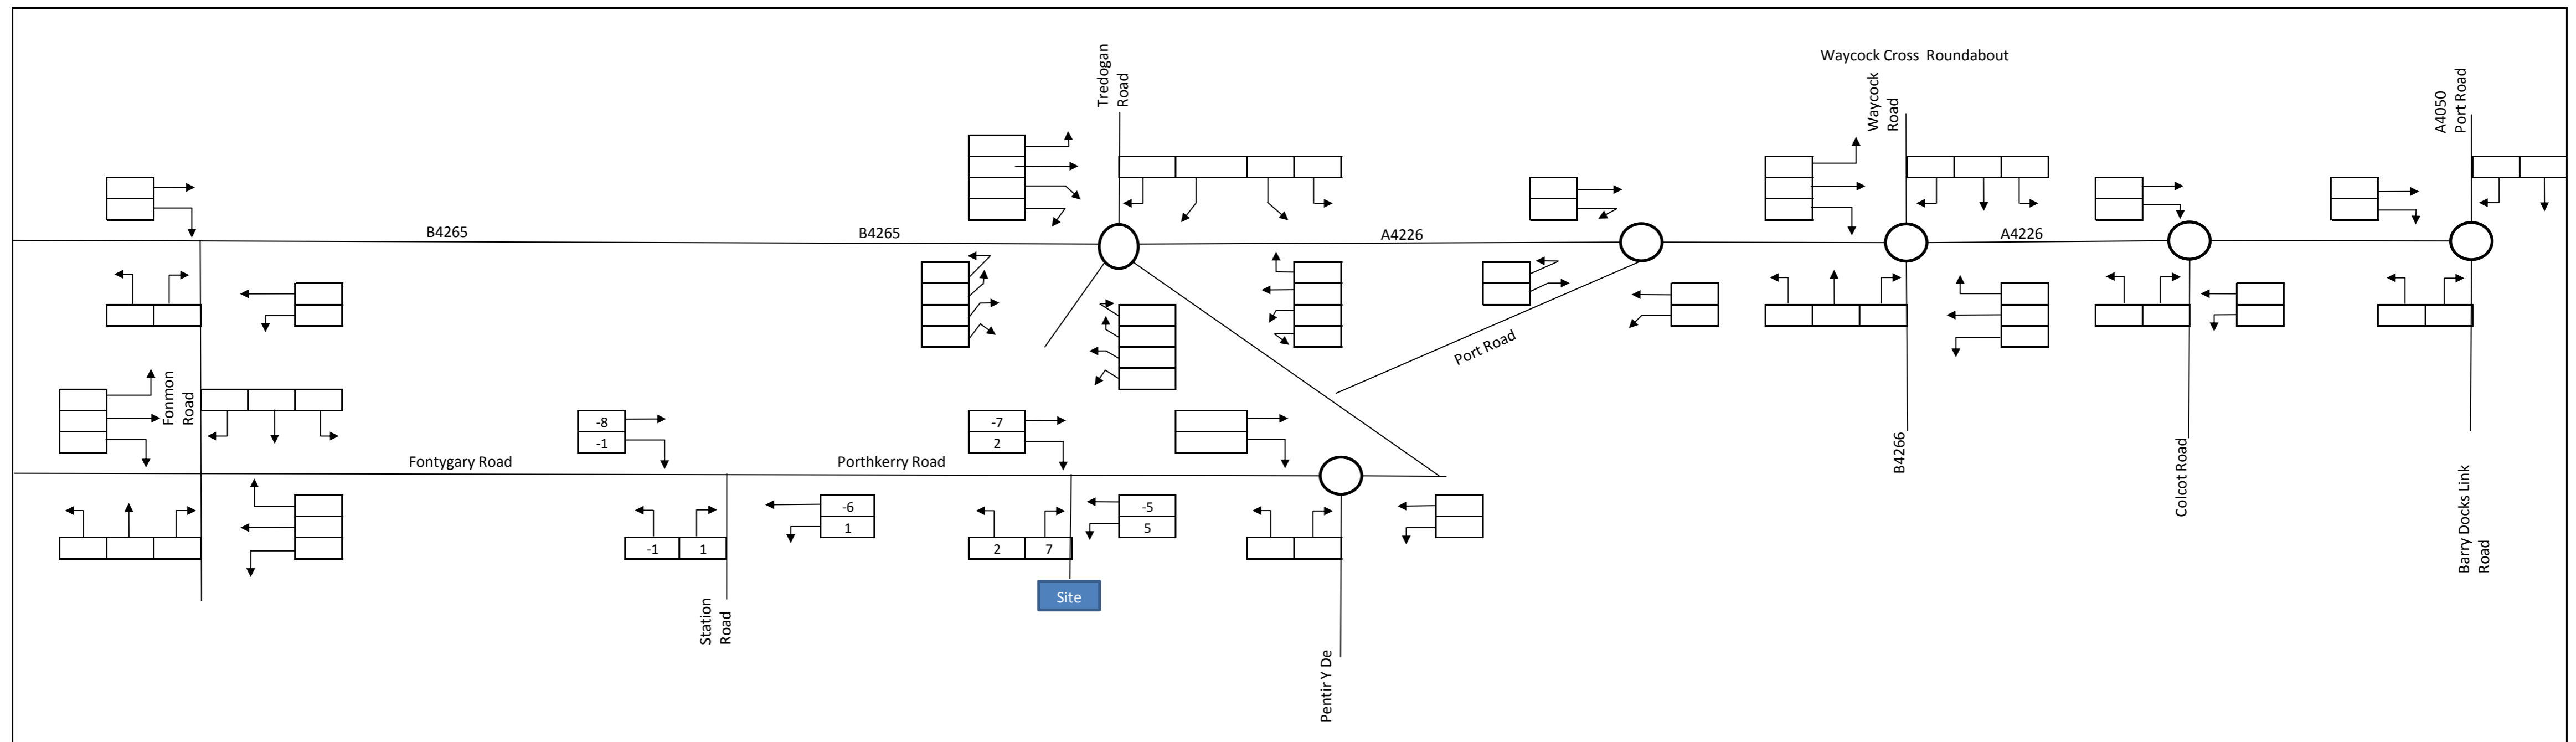 Waycock Cross  Roundabout
Tredogan
Road
Waycock
Road
A4050
Port Road
B4265
B4265
A4226
A4226
Port Road
Fonmon
Road
B4266
Colcot Road
Barry Docks Link
Road
-8
-1
-7
2
Fontygary Road
Porthkerry Road
-6
1
-5
5
-1 1
2 7
Site
Station
Road
Pentir Y De